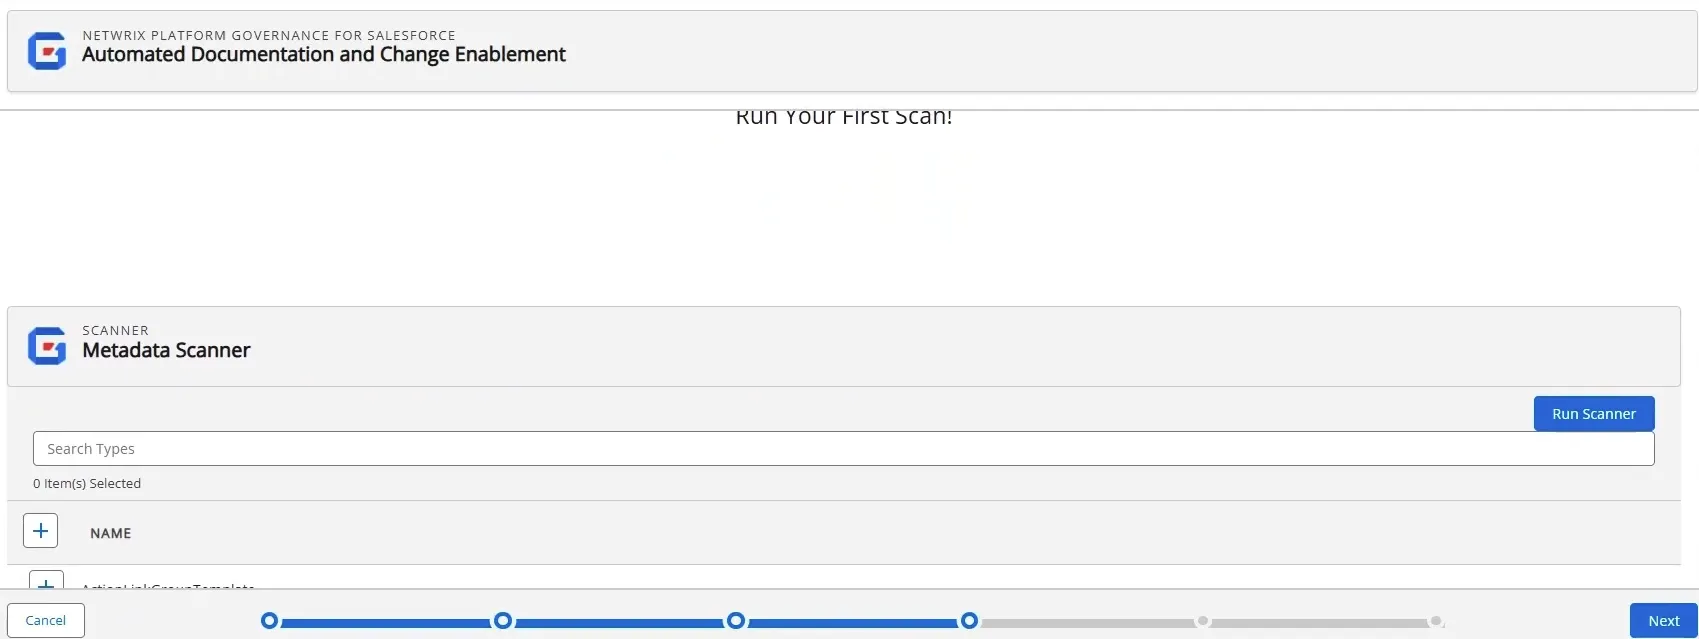 NETWRIX PLATFORM GOVERNANCE FOR SALESFORCE
Automated Documentation and Change Enablement
Run Your First Scan!
SCANNER
Metadata Scanner
Run Scanner
Search Types
0 Item(s) Selected
NAME
ActionLinkGroupTemplate
Cancel
Next